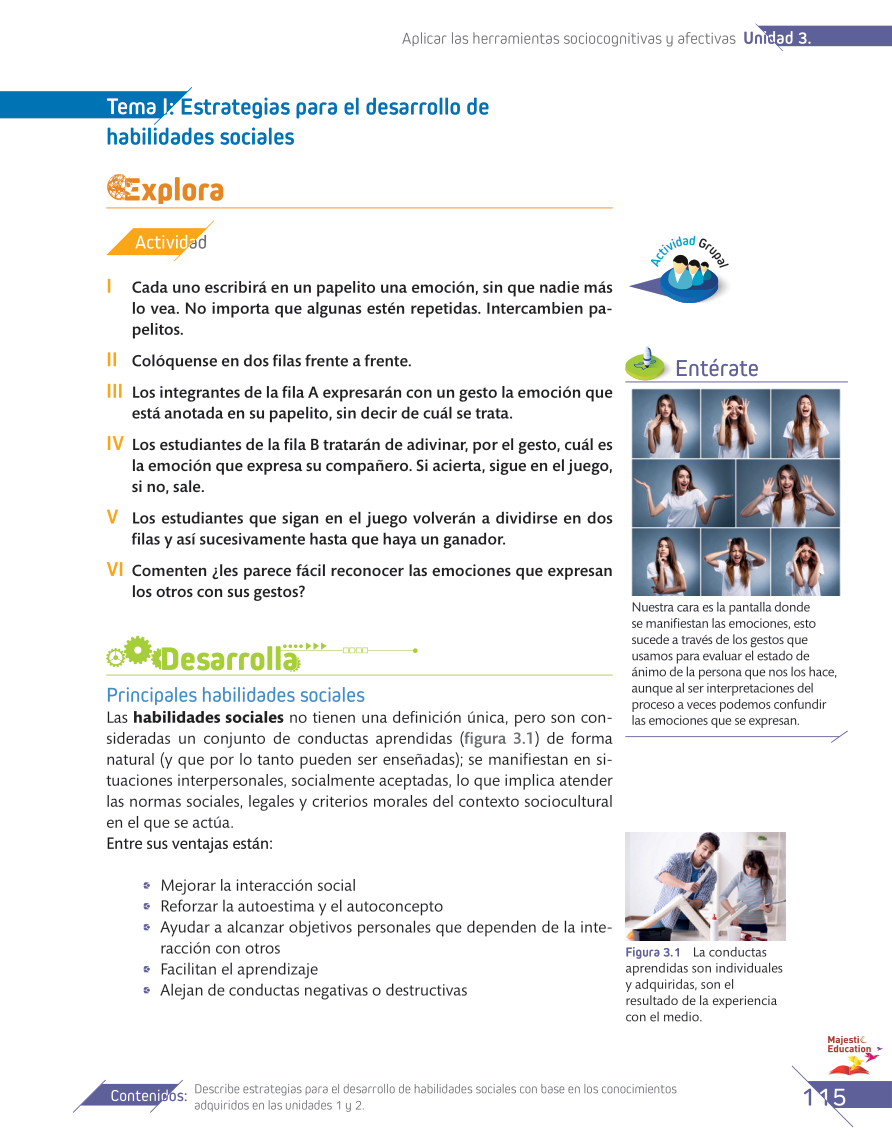 Aplicar las herramientas sociocognitivas y afectivas Unidad 3.
Tema I: Estrategias para el desarrollo de
habilidades sociales
Explora
Actividad
I Cada uno escribirá en un papelito una emoción, sin que nadie más
lo vea. No importa que algunas estén repetidas. Intercambien pa-
pelitos.
II Colóquense en dos filas frente a frente.
III Los integrantes de la fila A expresarán con un gesto la emoción que
está anotada en su papelito, sin decir de cuál se trata.
IV Los estudiantes de la fila B tratarán de adivinar, por el gesto, cuál es
la emoción que expresa su compañero. Si acierta, sigue en el juego,
si no, sale.
V Los estudiantes que sigan en el juego volverán a dividirse en dos
filas y así sucesivamente hasta que haya un ganador.
VI Comenten ¿les parece fácil reconocer las emociones que expresan
los otros con sus gestos?
Actividad Grupal
Entérate
Nuestra cara es la pantalla donde
se manifiestan las emociones, esto
sucede a través de los gestos que
usamos para evaluar el estado de
ánimo de la persona que nos los hace,
aunque al ser interpretaciones del
proceso a veces podemos confundir
las emociones que se expresan.
Desarrolla
Principales habilidades sociales
Las habilidades sociales no tienen una definición única, pero son con-
sideradas un conjunto de conductas aprendidas (figura 3.1) de forma
natural (y que por lo tanto pueden ser enseñadas); se manifiestan en si-
tuaciones interpersonales, socialmente aceptadas, lo que implica atender
las normas sociales, legales y criterios morales del contexto sociocultural
en el que se actúa.
Entre sus ventajas están:
Mejorar la interacción social
Reforzar la autoestima y el autoconcepto
Ayudar a alcanzar objetivos personales que dependen de la inte-
racción con otros
Facilitan el aprendizaje
Alejan de conductas negativas o destructivas
Figura 3.1 La conductas
aprendidas son individuales
y adquiridas, son el
resultado de la experiencia
con el medio.
Majesti
Education
Contenidos: Describe estrategias para el desarrollo de habilidades sociales con base en los conocimientos
adquiridos en las unidades 1 y 2.
115